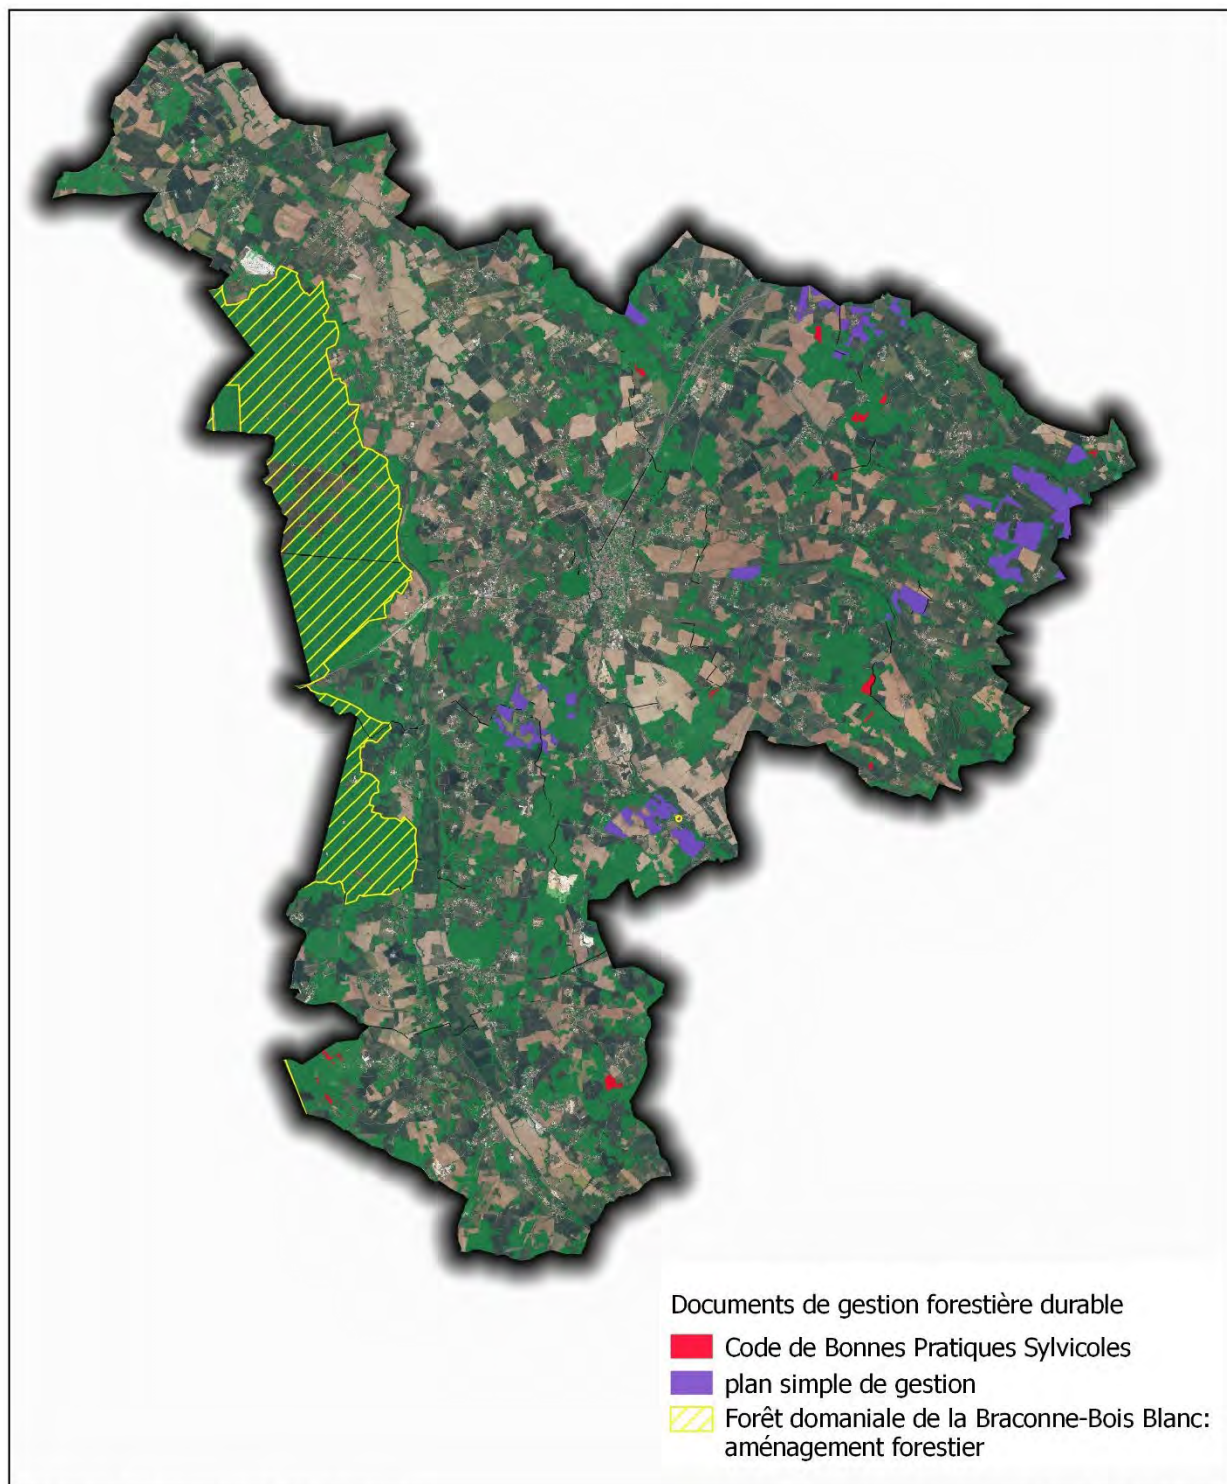 Documents de gestion forestière durable
Code de Bonnes Pratiques Sylvicoles
plan simple de gestion
Forêt domaniale de la Braconne-Bois Blanc:
aménagement forestier